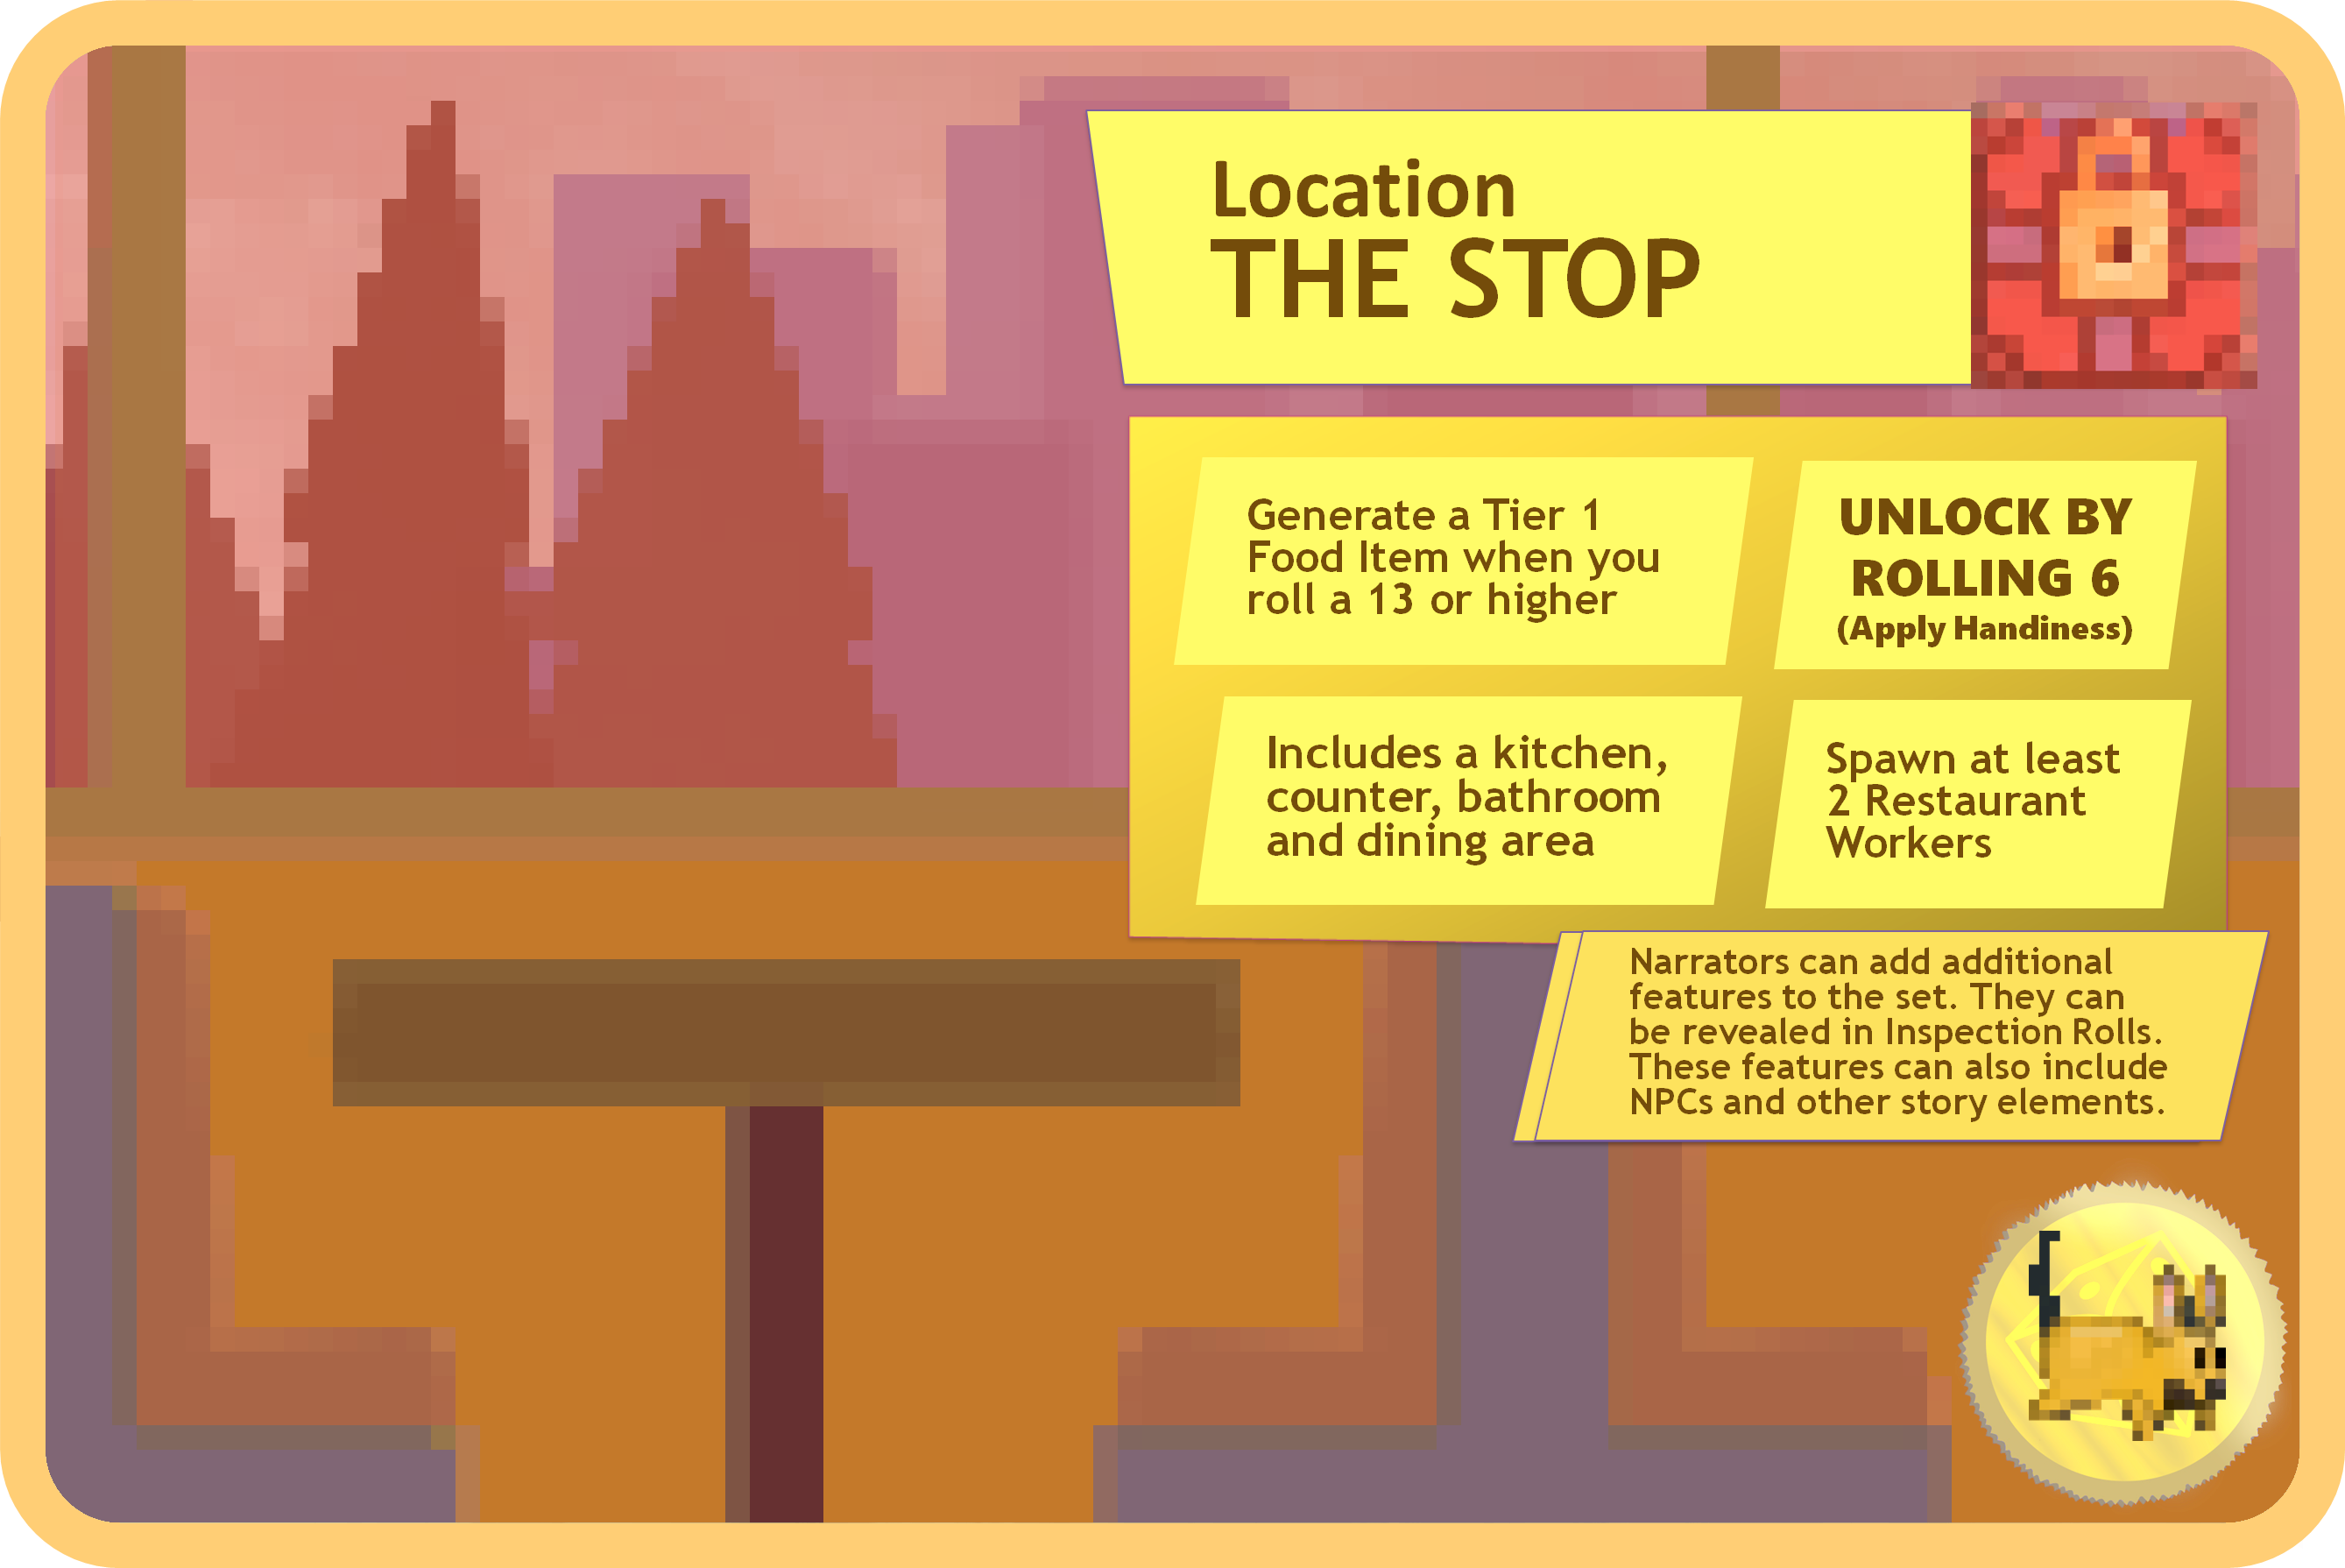 Location
THE STOP
Generate a Tier 1
Food Item when you
roll a 13 or higher
UNLOCK BY
ROLLING 6
(Apply Handiness)
Includes a kitchen,
counter, bathroom
and dining area
Spawn at least
2 Restaurant
Workers
Narrators can add additional
features to the set. They can
be revealed in Inspection Rolls.
These features can also include
NPCs and other story elements.